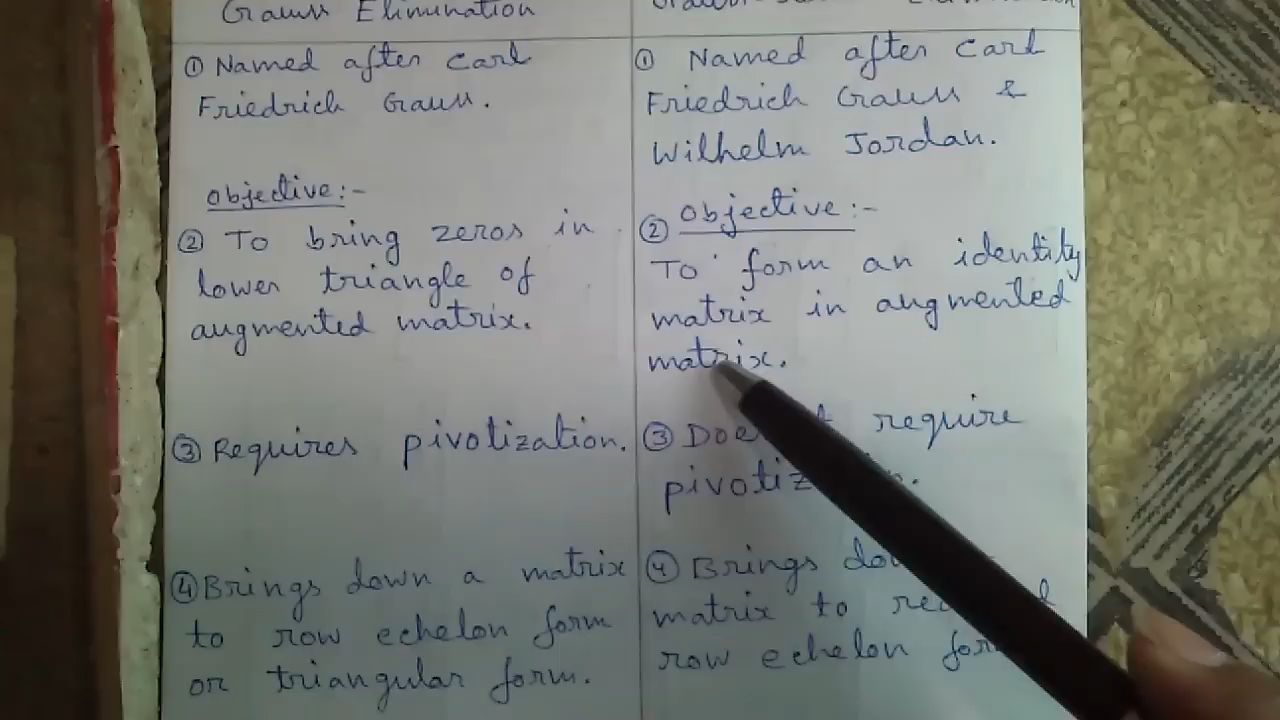 Gauss Elimination
① Named after Carl
Friedrich Gauss.
Objective:-
② To bring zeros in
lower triangle of
augmented matrix.
③ Requires pivotization.
④ Brings down a matrix
to row echelon form
or triangular form.
① Named after Carl
Friedrich Gauss &
Wilhelm Jordan.
② Objective:-
To form an identity
matrix in augmented
matrix.
③ require
④ Brings
matrix to
row echelon